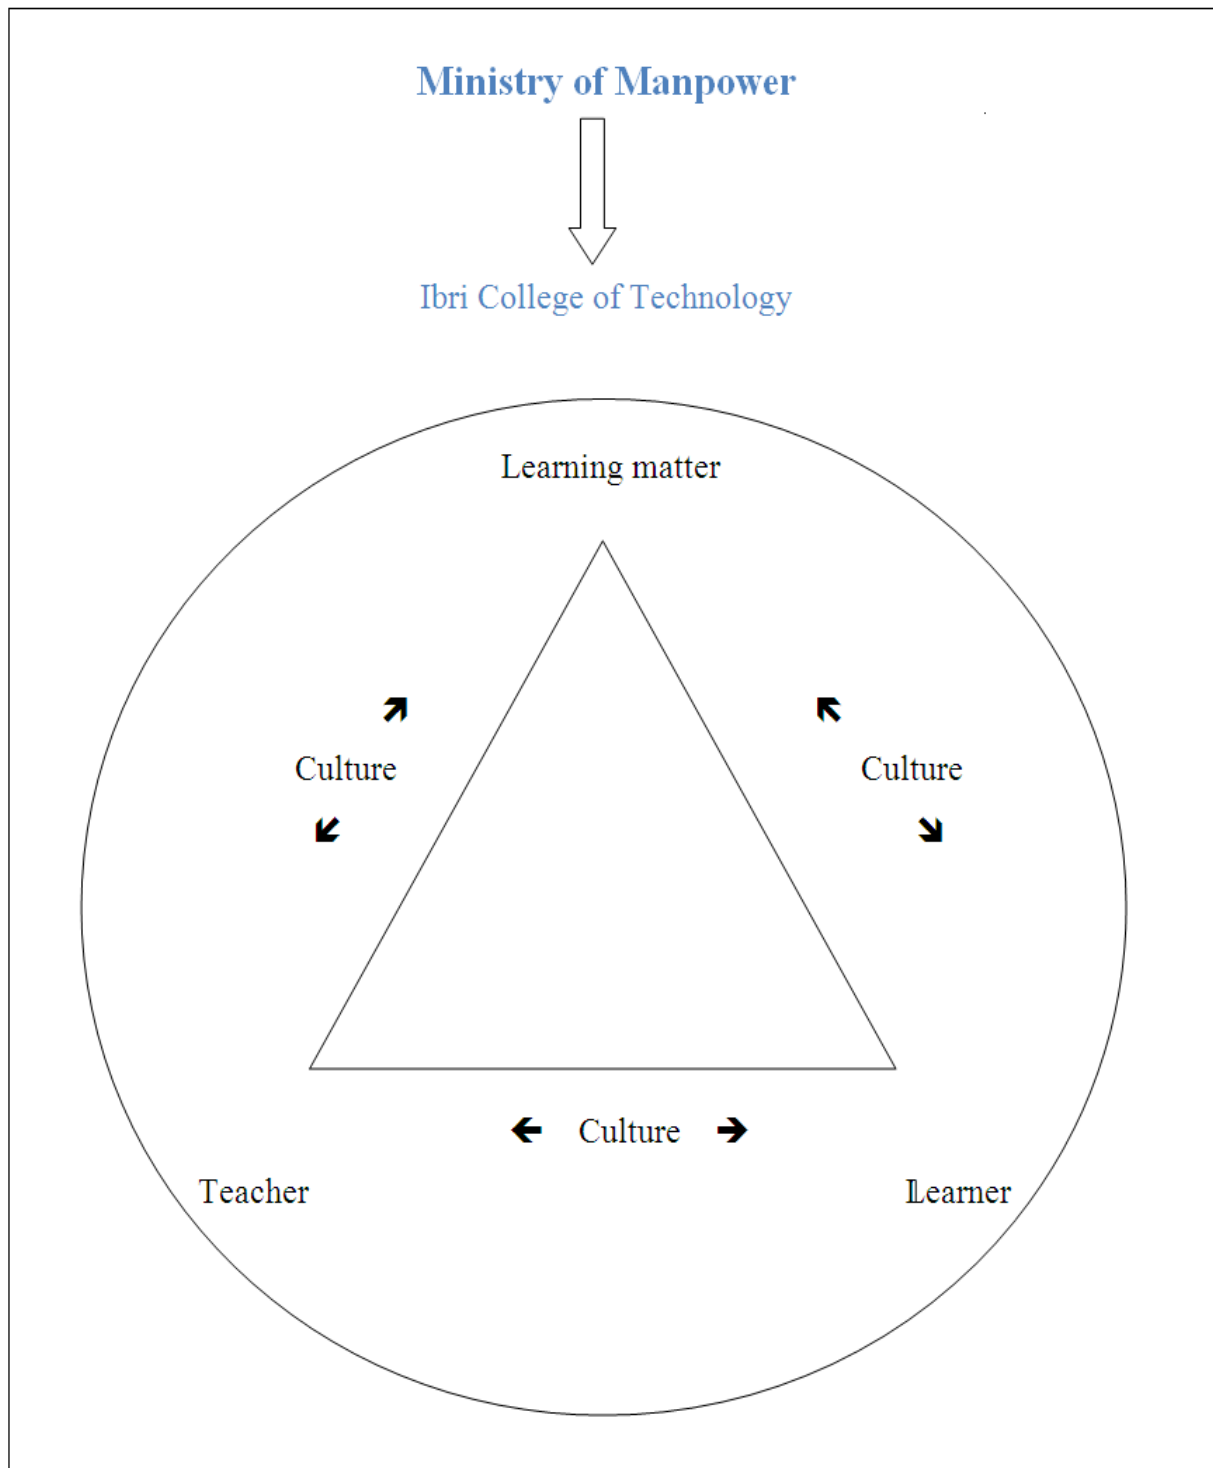 Ministry of Manpower
Ibri College of Technology
Learning matter
Culture
Culture
Culture
Teacher
Learner